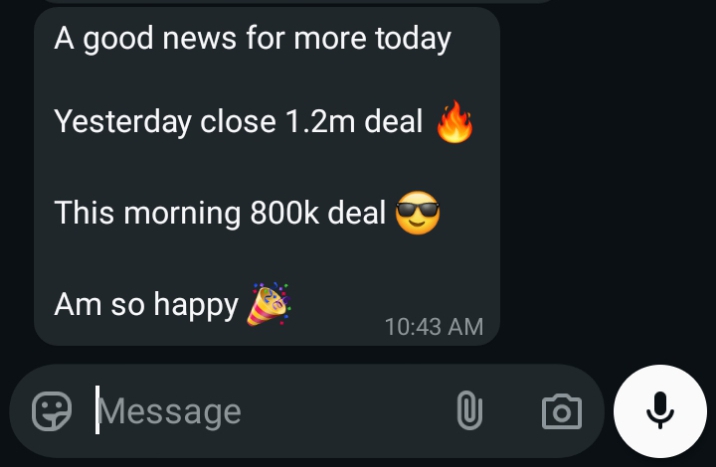 A good news for more today
Yesterday close 1.2m deal 🔥
This morning 800k deal 😎
Am so happy 🎉
10:43 AM
Message